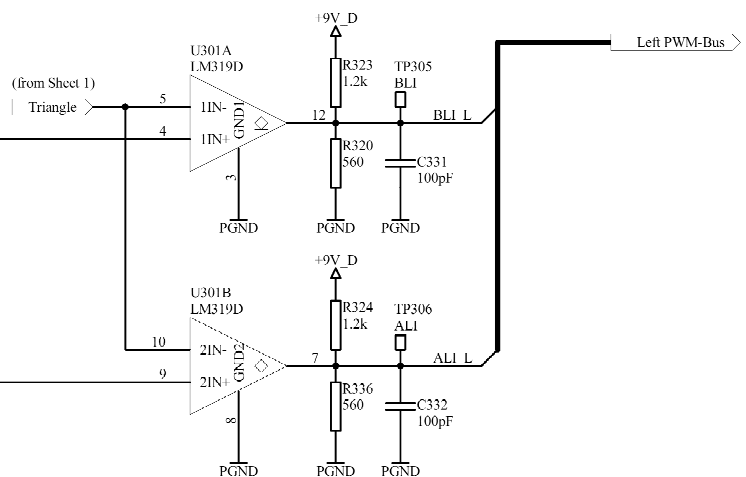 +9V_D
U301A
LM319D
R323
1.2k
TP305
BLI
Left PWM-Bus
(from Sheet 1)
Triangle
5
1IN-
GND1
12
BLI_L
4
1IN+
R320
560
C331
100pF
3
PGND
PGND
PGND
+9V_D
U301B
LM319D
R324
1.2k
TP306
ALI
10
2IN-
GND2
7
ALI_L
9
2IN+
R336
560
C332
100pF
8
PGND
PGND
PGND